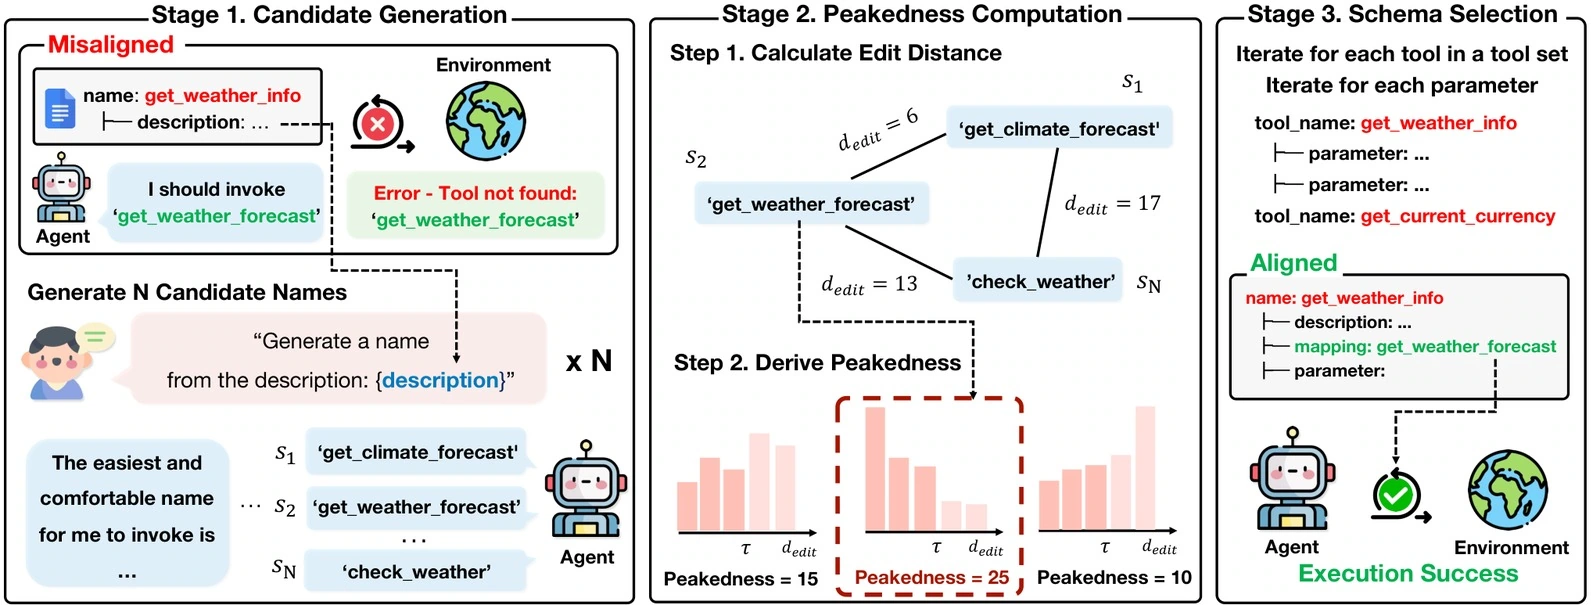 Stage 1. Candidate Generation
Misaligned
name: get_weather_info
description: ...
Environment
I should invoke
‘get_weather_forecast’
Agent
Error - Tool not found:
‘get_weather_forecast’
Generate N Candidate Names
“Generate a name
from the description: {description}”
x N
The easiest and
comfortable name
for me to invoke is
...
... S1 ‘get_climate_forecast'
S2 ‘get_weather_forecast’
...
SN ‘check_weather’
Agent
Stage 2. Peakedness Computation
Step 1. Calculate Edit Distance
S1
‘get_climate_forecast'
d_edit = 6
S2
‘get_weather_forecast’
d_edit = 17
d_edit = 13
’check_weather’ SN
Step 2. Derive Peakedness
τ d_edit
Peakedness = 15
τ d_edit
Peakedness = 25
τ d_edit
Peakedness = 10
Stage 3. Schema Selection
Iterate for each tool in a tool set
Iterate for each parameter
tool_name: get_weather_info
parameter: ...
parameter: ...
tool_name: get_current_currency
Aligned
name: get_weather_info
description: ...
mapping: get_weather_forecast
parameter:
Agent
Environment
Execution Success